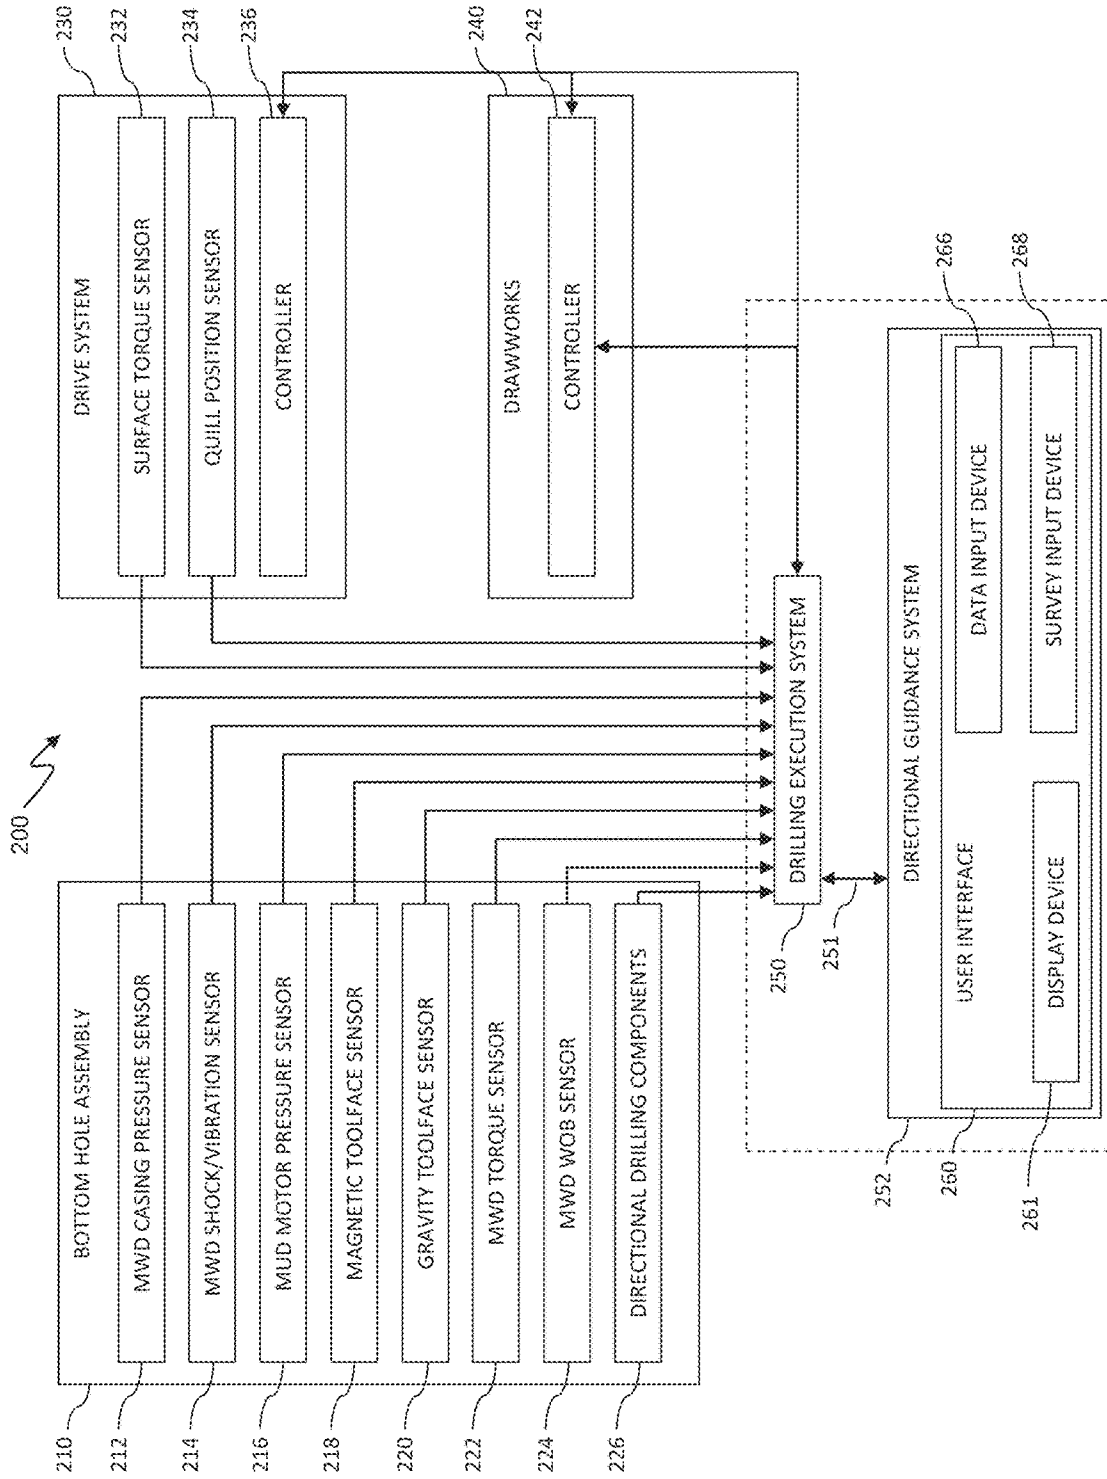 200
210
BOTTOM HOLE ASSEMBLY
212
MWD CASING PRESSURE SENSOR
214
MWD SHOCK/VIBRATION SENSOR
216
MUD MOTOR PRESSURE SENSOR
218
MAGNETIC TOOLFACE SENSOR
220
GRAVITY TOOLFACE SENSOR
222
MWD TORQUE SENSOR
224
MWD WOB SENSOR
226
DIRECTIONAL DRILLING COMPONENTS
230
DRIVE SYSTEM
232
SURFACE TORQUE SENSOR
234
QUILL POSITION SENSOR
236
CONTROLLER
240
DRAWWORKS
242
CONTROLLER
250
DRILLING EXECUTION SYSTEM
251
252
DIRECTIONAL GUIDANCE SYSTEM
260
USER INTERFACE
261
DISPLAY DEVICE
266
DATA INPUT DEVICE
268
SURVEY INPUT DEVICE